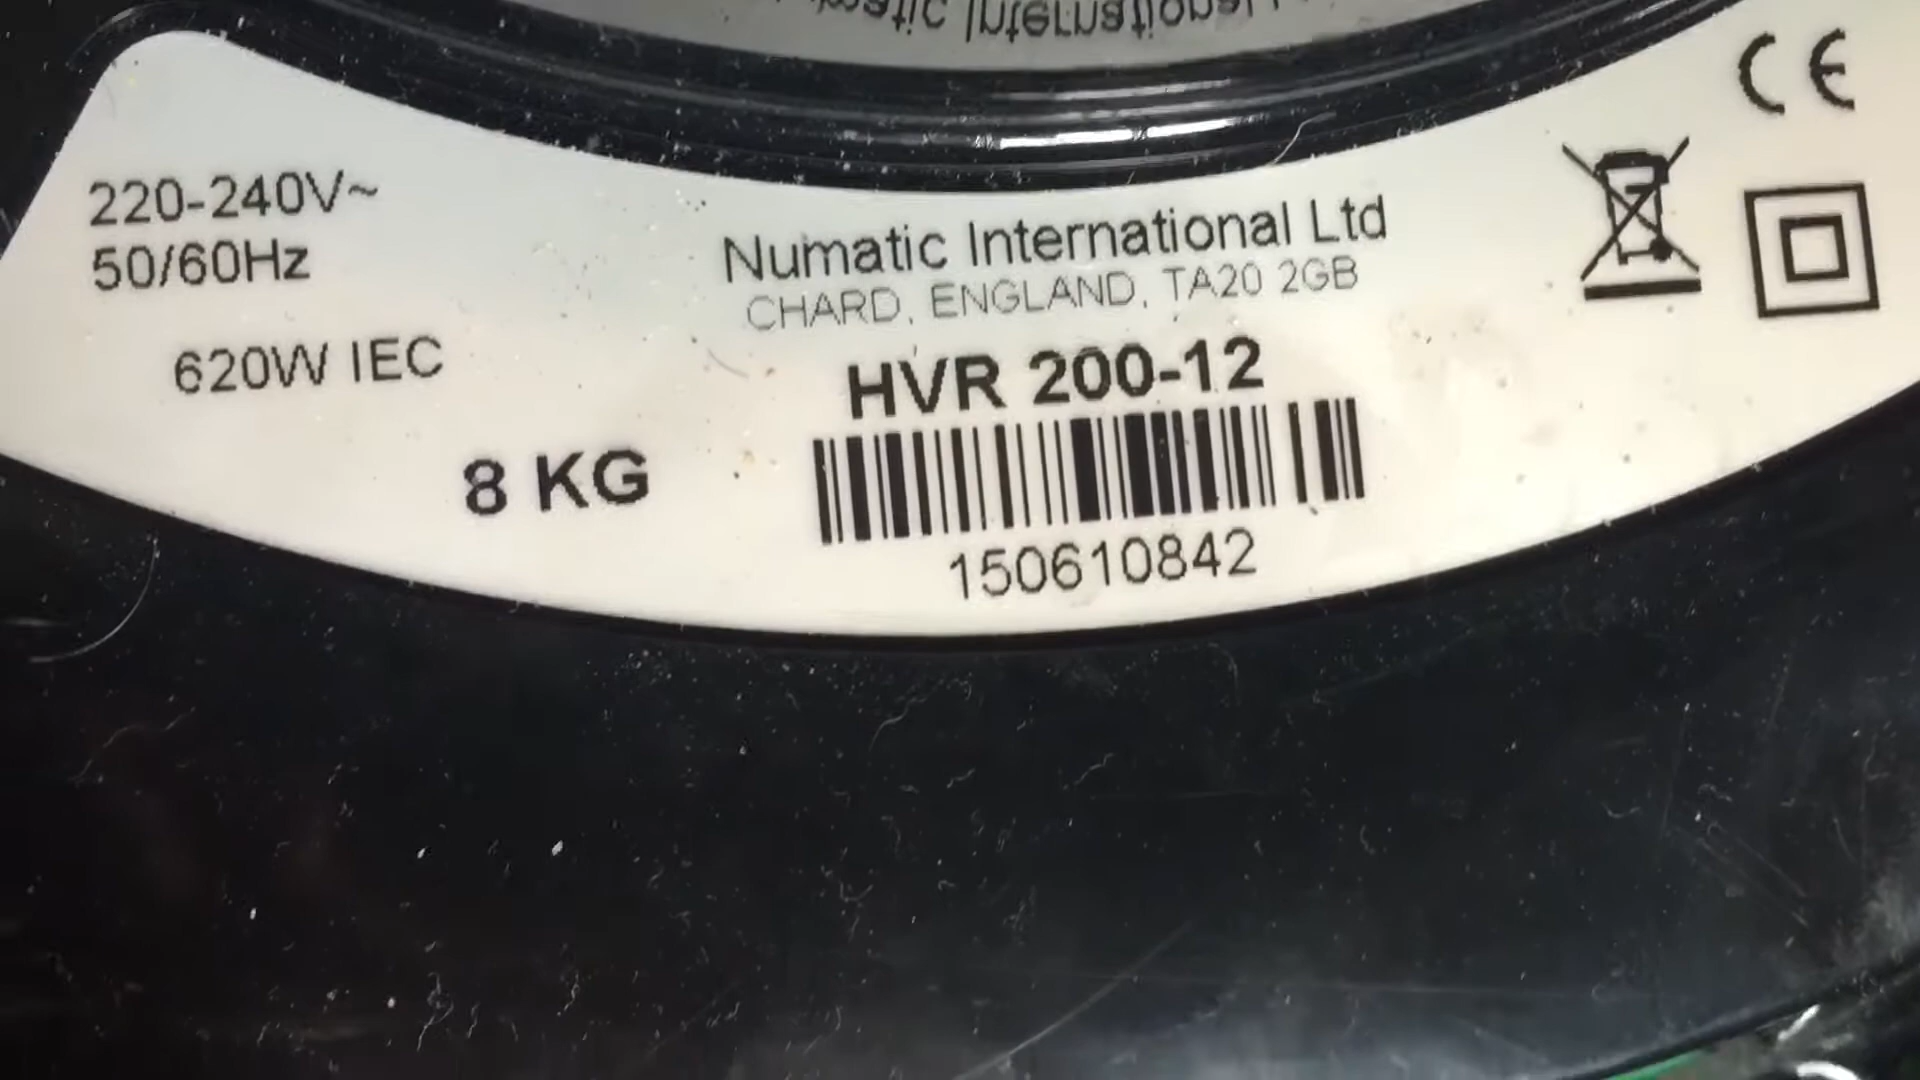 220-240V~
50/60Hz
620W IEC
8 KG
Numatic International Ltd
CHARD, ENGLAND, TA20 2GB
HVR 200-12
150610842
CE
International